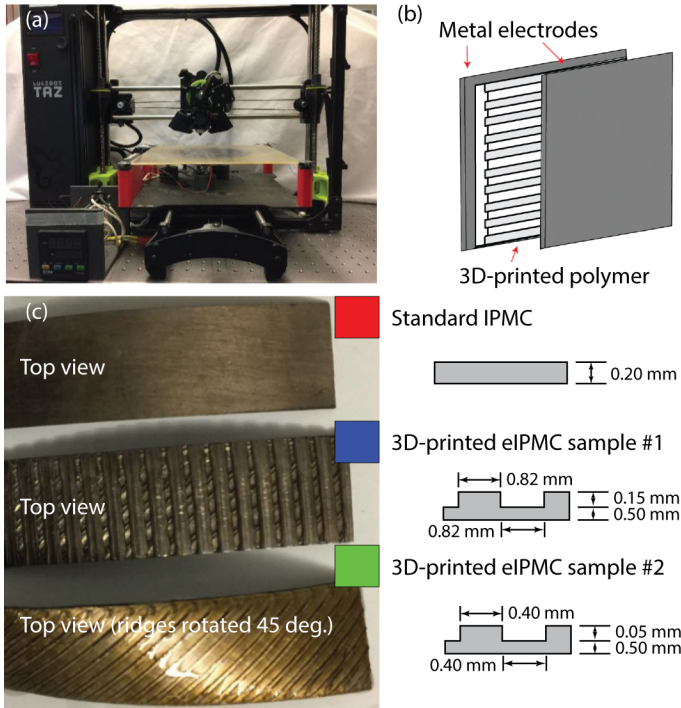 (a)
LULZBOT
TAZ
(b)
Metal electrodes
3D-printed polymer
(c)
Top view
Standard IPMC
0.20 mm
Top view
3D-printed eIPMC sample #1
0.82 mm
0.15 mm
0.50 mm
0.82 mm
Top view (ridges rotated 45 deg.)
3D-printed eIPMC sample #2
0.40 mm
0.05 mm
0.50 mm
0.40 mm